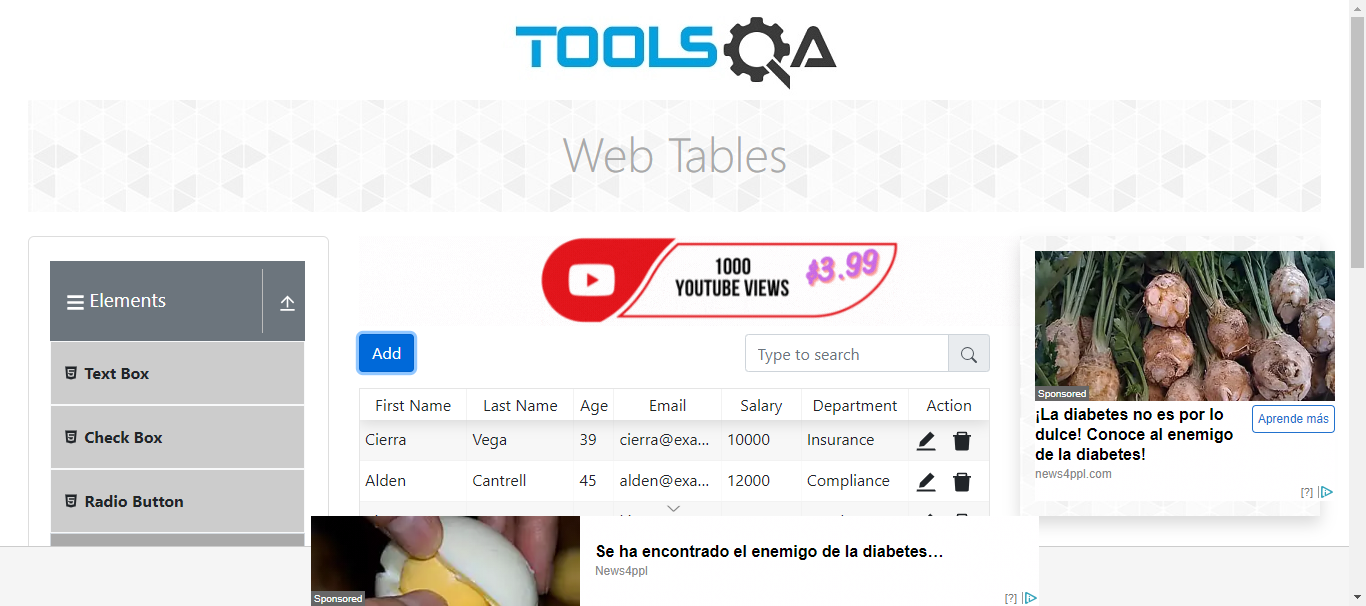 TOOLSQA
Web Tables
Elements
Text Box
Check Box
Radio Button
1000
YOUTUBE VIEWS
$3.99
Add
Type to search
First Name Last Name Age Email Salary Department Action
Cierra Vega 39 cierra@exa... 10000 Insurance
Alden Cantrell 45 alden@exa... 12000 Compliance
Sponsored
¡La diabetes no es por lo
dulce! Conoce al enemigo
de la diabetes!
Aprende más
news4ppl.com
[?]
Sponsored
Se ha encontrado el enemigo de la diabetes…
News4ppl
[?]